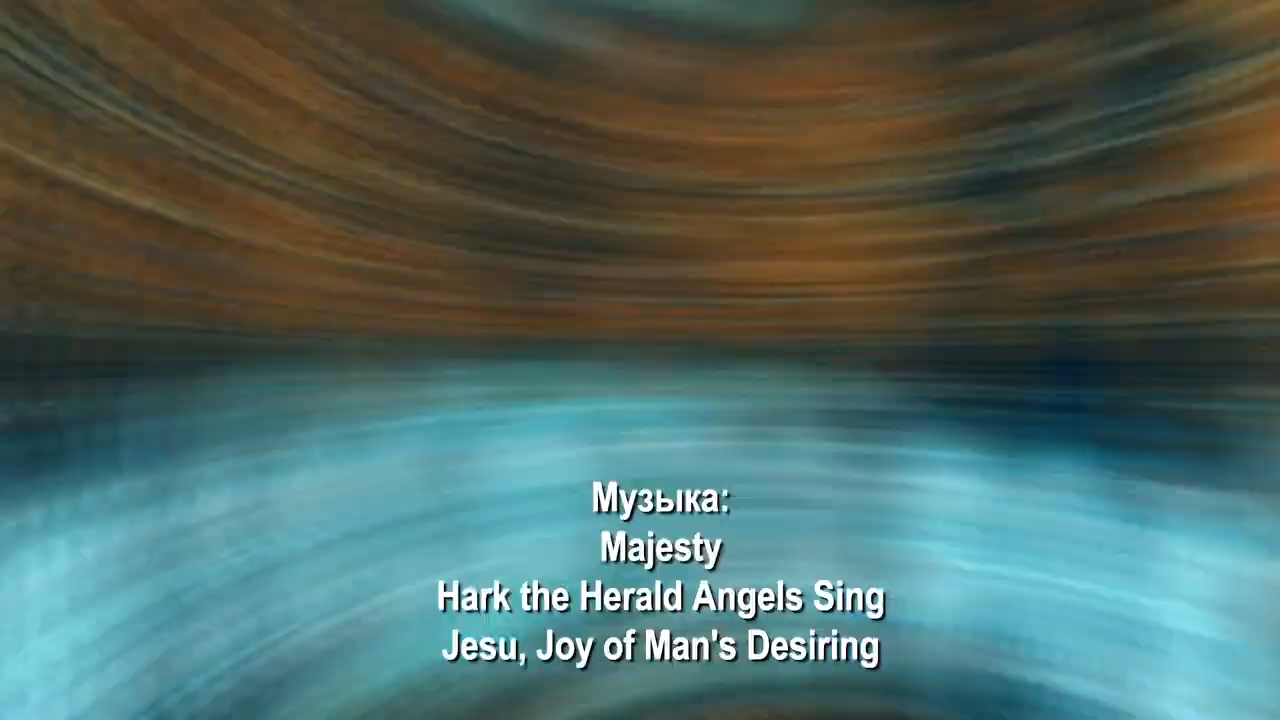 Музыка:
Majesty
Hark the Herald Angels Sing
Jesu, Joy of Man's Desiring